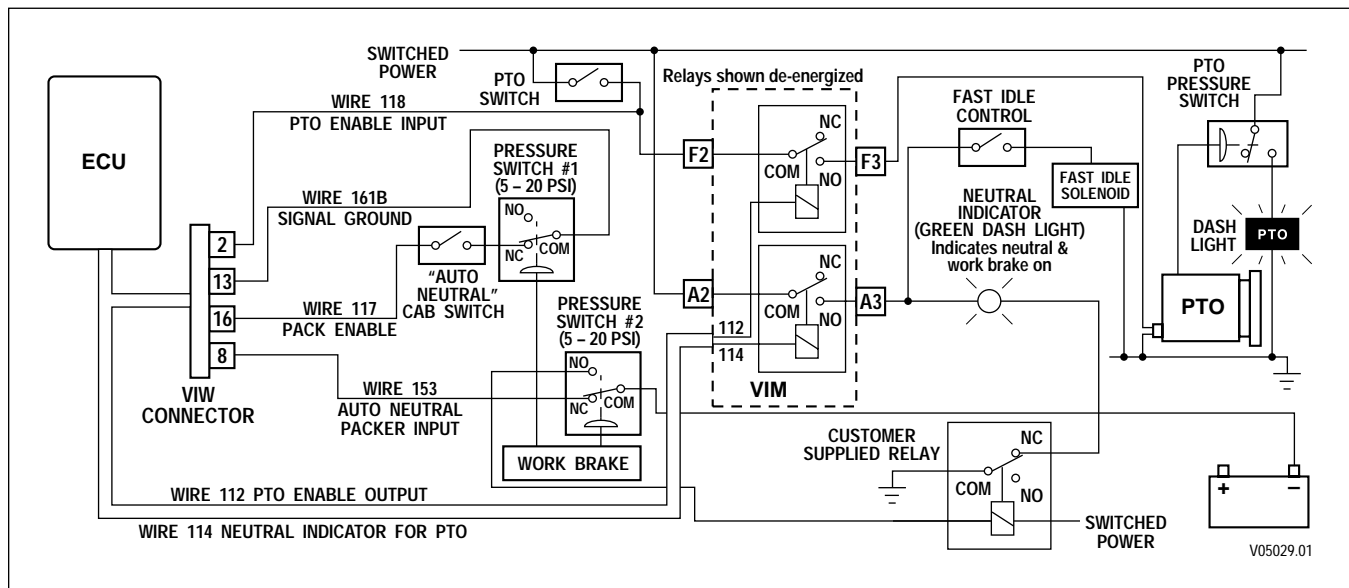 SWITCHED
POWER
Relays shown de-energized
PTO
SWITCH
PTO
PRESSURE
SWITCH
WIRE 118
PTO ENABLE INPUT
FAST IDLE
CONTROL
NC
ECU
F2
F3
COM
NO
PRESSURE
SWITCH #1
(5 – 20 PSI)
WIRE 161B
SIGNAL GROUND
NO
COM
NC
FAST IDLE
SOLENOID
NEUTRAL
INDICATOR
(GREEN DASH LIGHT)
Indicates neutral &
work brake on
DASH
LIGHT
PTO
2
13
16
8
"AUTO
NEUTRAL"
CAB SWITCH
WIRE 117
PACK ENABLE
NC
A2
A3
COM
NO
PTO
PRESSURE
SWITCH #2
(5 – 20 PSI)
112
114
NO
NC
COM
VIM
VIW
CONNECTOR
WIRE 153
AUTO NEUTRAL
PACKER INPUT
WORK BRAKE
CUSTOMER
SUPPLIED RELAY
NC
COM
NO
+
–
WIRE 112 PTO ENABLE OUTPUT
WIRE 114 NEUTRAL INDICATOR FOR PTO
SWITCHED
POWER
V05029.01